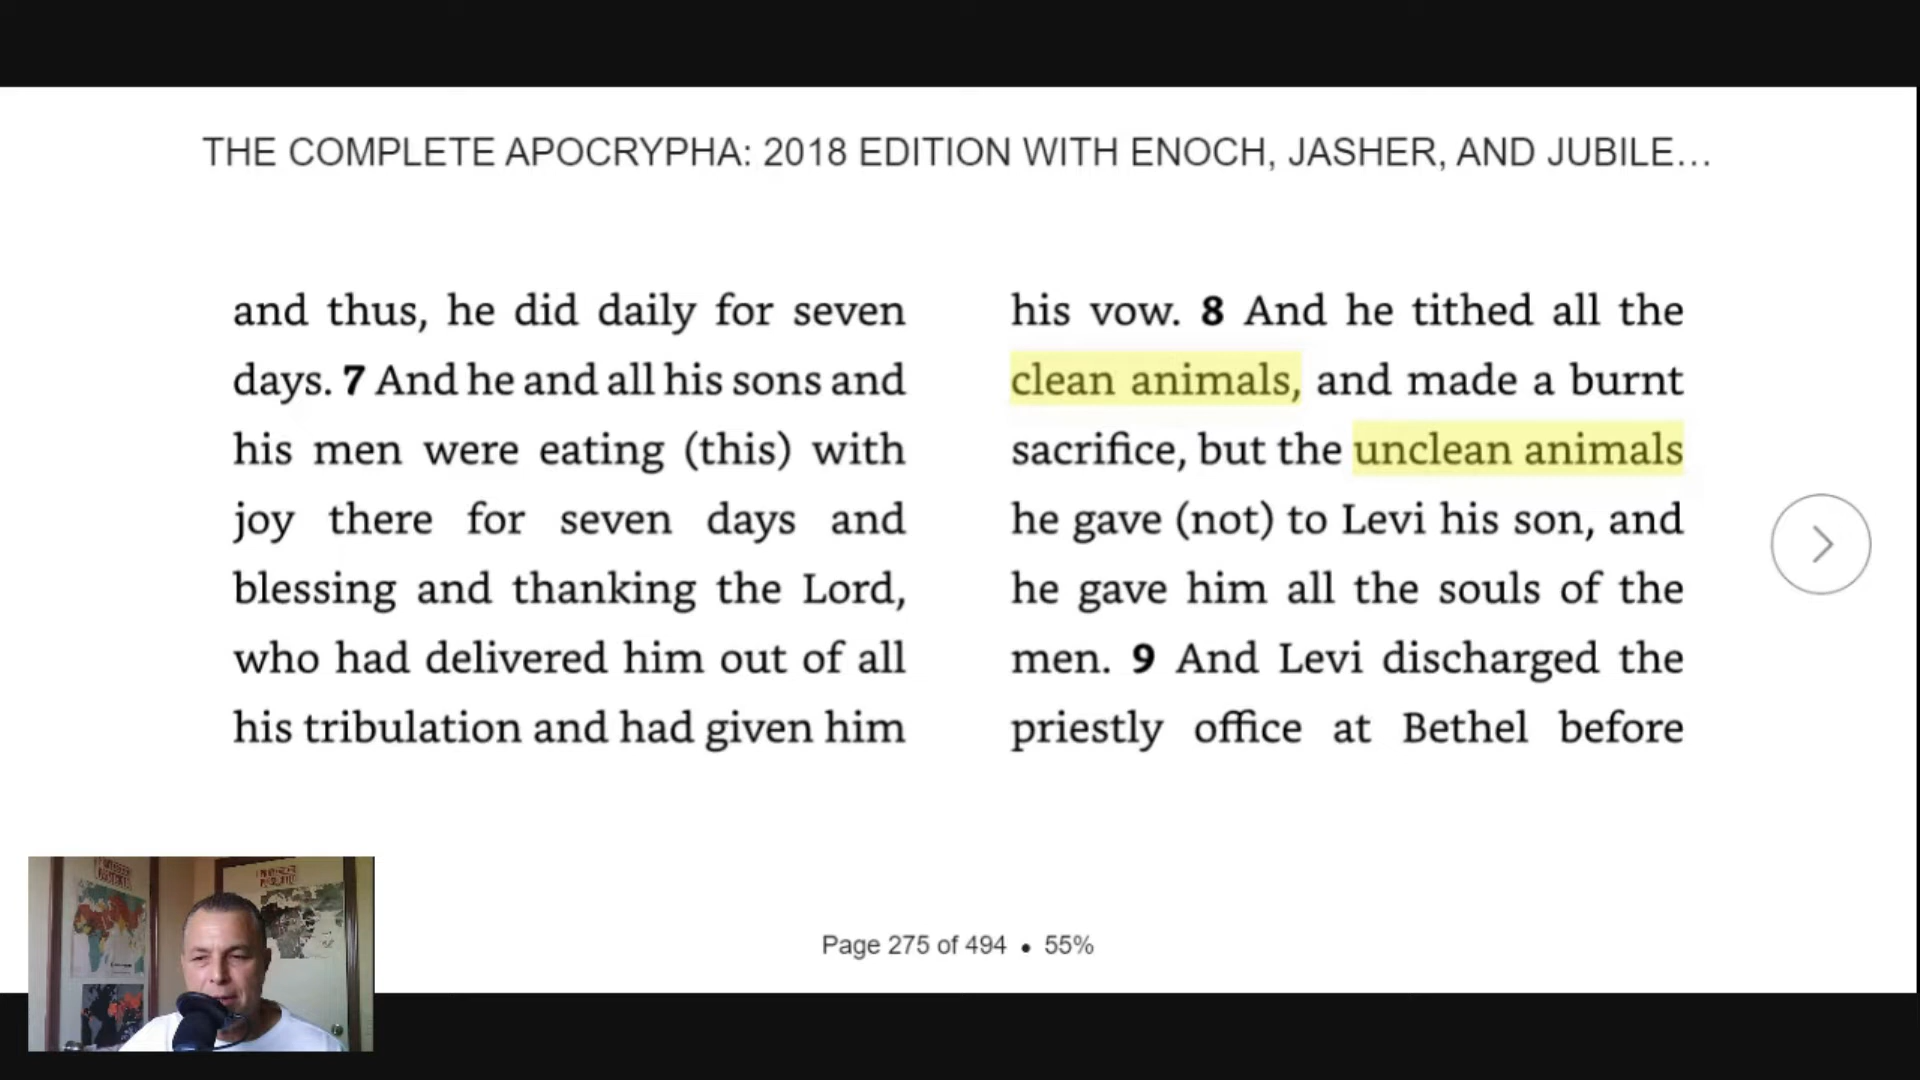 THE COMPLETE APOCRYPHA: 2018 EDITION WITH ENOCH, JASHER, AND JUBILE…
and thus, he did daily for seven
days. 7 And he and all his sons and
his men were eating (this) with
joy there for seven days and
blessing and thanking the Lord,
who had delivered him out of all
his tribulation and had given him
his vow. 8 And he tithed all the
clean animals, and made a burnt
sacrifice, but the unclean animals
he gave (not) to Levi his son, and
he gave him all the souls of the
men. 9 And Levi discharged the
priestly office at Bethel before
Page 275 of 494 • 55%